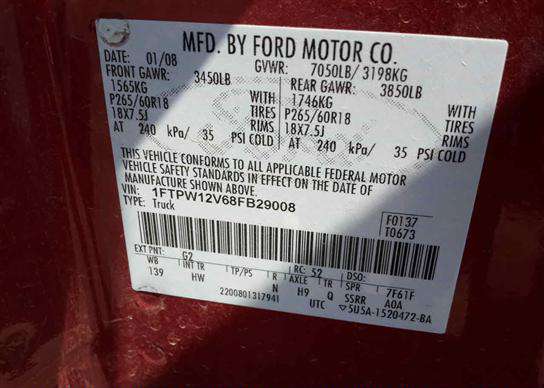 MFD. BY FORD MOTOR CO.
DATE: 01/08 GVWR: 7050LB/ 3198KG
FRONT GAWR: 3450LB REAR GAWR: 3850LB
1565KG WITH 1746KG WITH
P265/60R18 TIRES P265/60R18 TIRES
18X7.5J RIMS 18X7.5J RIMS
AT 240 kPa/ 35 PSI COLD AT 240 kPa/ 35 PSI COLD
THIS VEHICLE CONFORMS TO ALL APPLICABLE FEDERAL MOTOR
VEHICLE SAFETY STANDARDS IN EFFECT ON THE DATE OF
MANUFACTURE SHOWN ABOVE.
VIN: 1FTPW12V68FB29008
TYPE: Truck
F0137
T0673
EXT PNT: G2 RC: 52 DSO:
WB INT TR TP/PS R AXLE TR SPR 7F61F
139 HW N H9 Q SSRR A0A
2200801317941 UTC ▽5U5A-1520472-BA